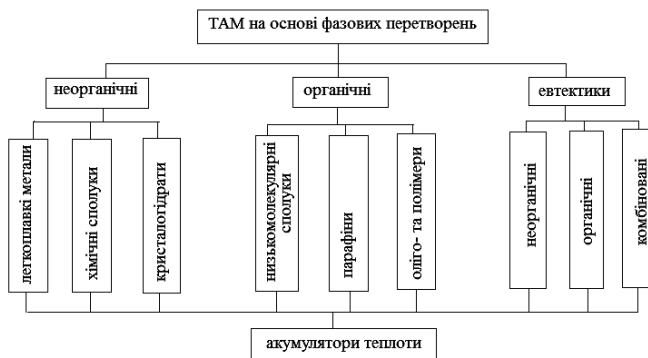 ТАМ на основі фазових перетворень
неорганічні
органічні
евтектики
легкоплавкі метали
хімічні сполуки
кристалогідрати
низькомолекулярні
сполуки
парафіни
оліго- та полімери
неорганічні
органічні
комбіновані
акумулятори теплоти